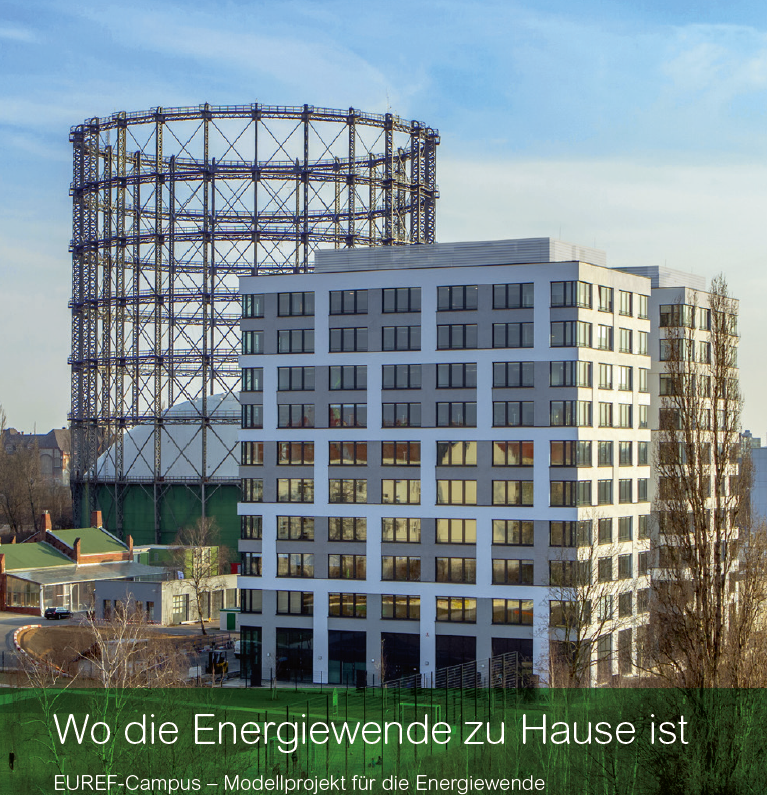 Wo die Energiewende zu Hause ist
EUREF-Campus – Modellprojekt für die Energiewende